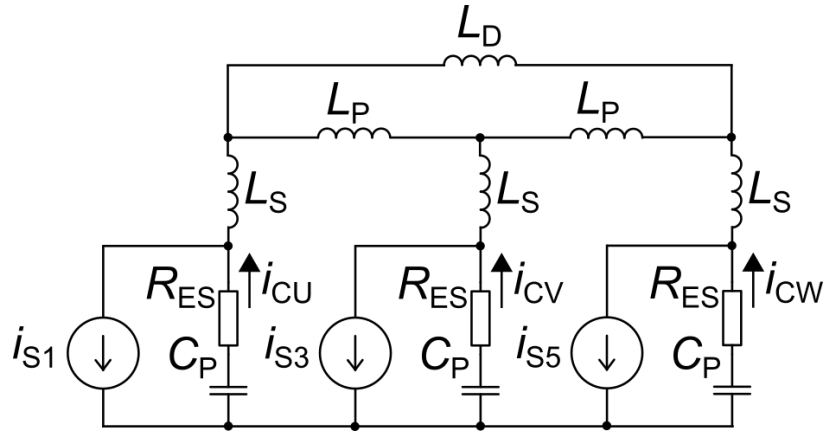 L_D
L_P L_P
L_S L_S L_S
R_ES i_CU R_ES i_CV R_ES i_CW
i_S1 C_P i_S3 C_P i_S5 C_P